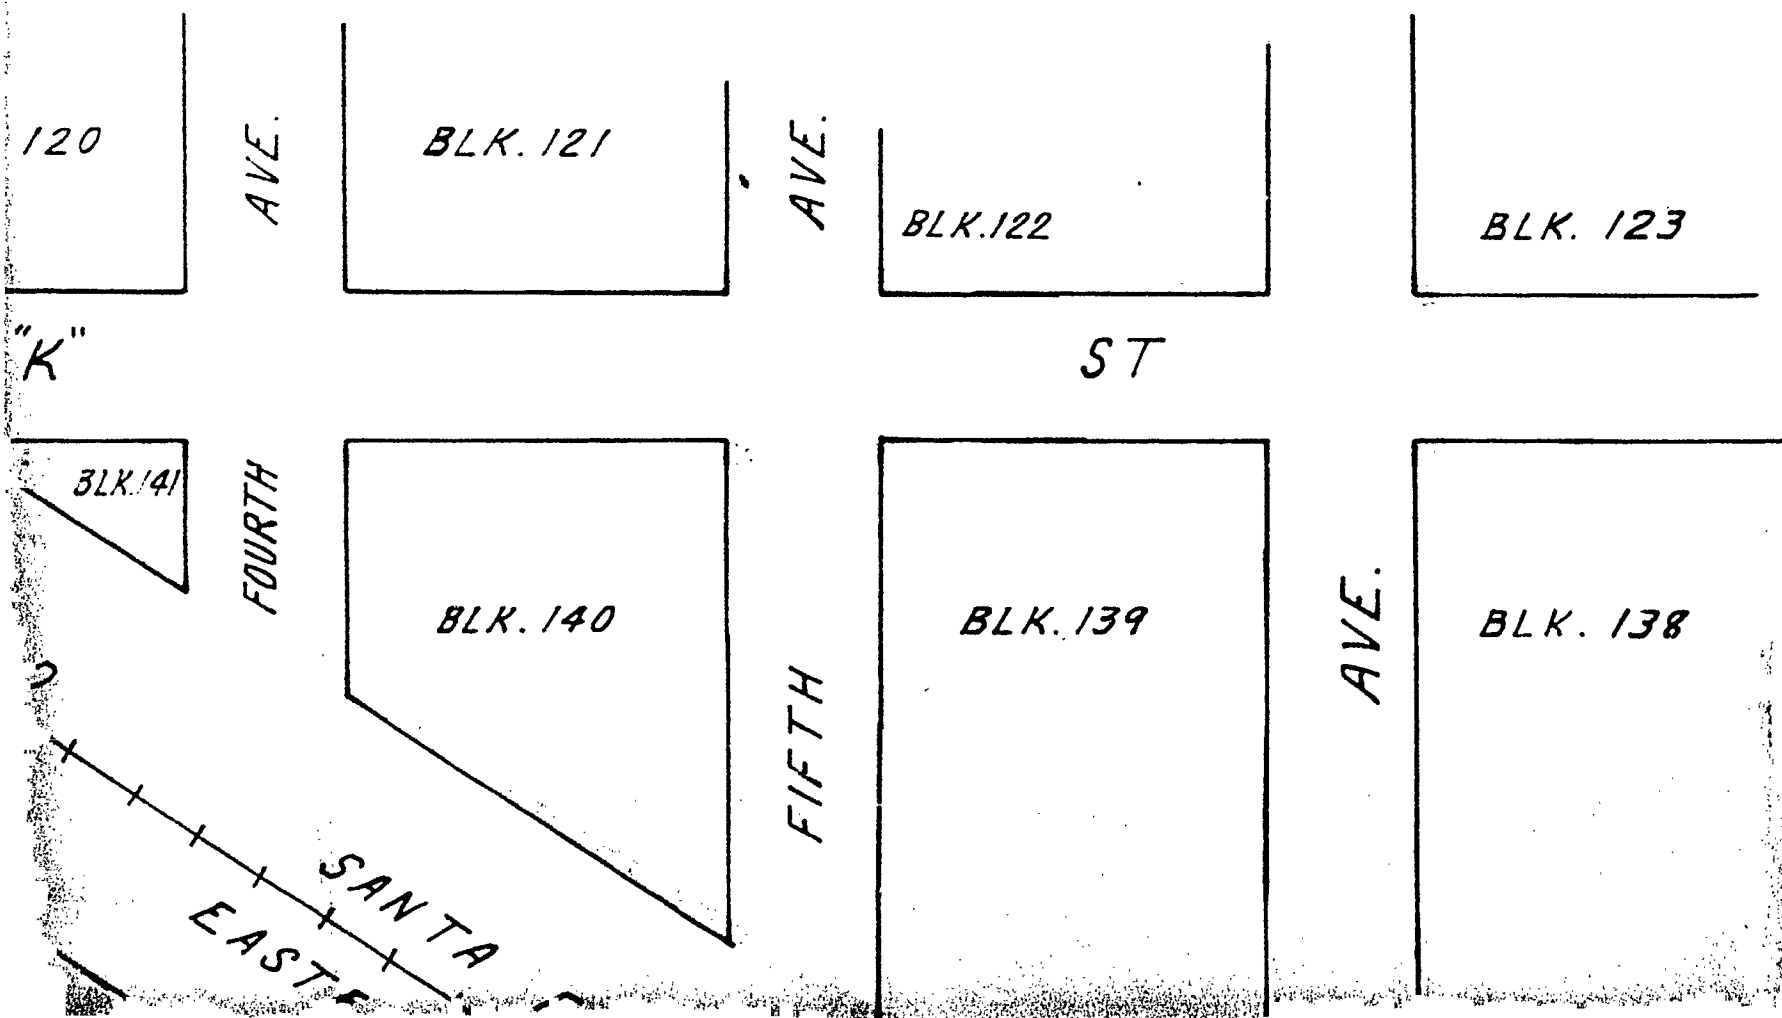 120
AVE.
BLK. 121
AVE.
BLK. 122
BLK. 123
"K"
ST
BLK. 141
FOURTH
BLK. 140
FIFTH
BLK. 139
AVE.
BLK. 138
SANTA